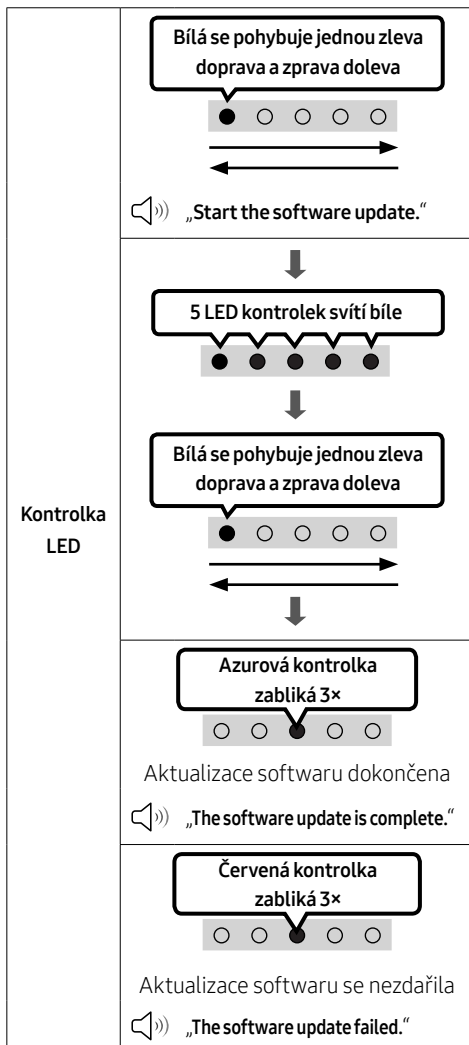 Bílá se pohybuje jednou zleva
doprava a zprava doleva
„Start the software update.“
5 LED kontrolek svítí bíle
Bílá se pohybuje jednou zleva
doprava a zprava doleva
Kontrolka
LED
Azurová kontrolka
zabliká 3×
Aktualizace softwaru dokončena
„The software update is complete.“
Červená kontrolka
zabliká 3×
Aktualizace softwaru se nezdařila
„The software update failed.“